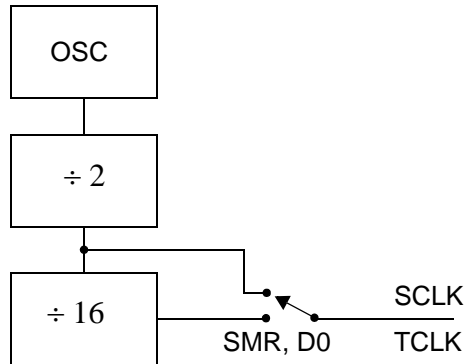 OSC
÷ 2
÷ 16
SCLK
SMR, D0 TCLK